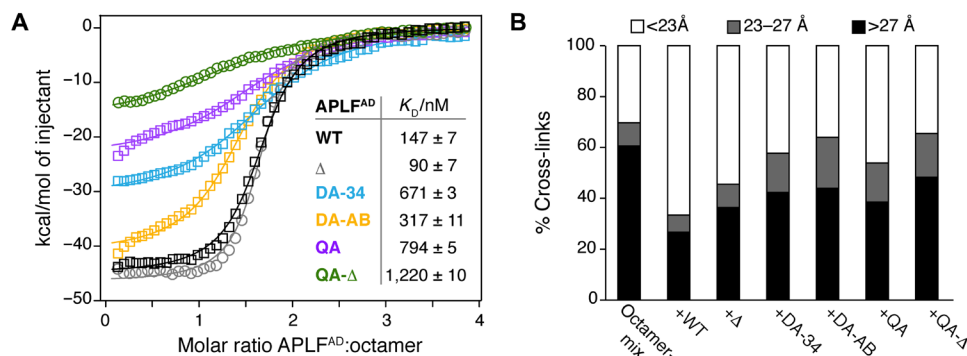 A
0
−10
−20
−30
−40
−50
kcal/mol of injectant
0
1
2
3
4
Molar ratio APLF^AD:octamer
APLF^AD K_D/nM
WT 147 ± 7
Δ 90 ± 7
DA-34 671 ± 3
DA-AB 317 ± 11
QA 794 ± 5
QA-Δ 1,220 ± 10
B
<23Å 23–27 Å >27 Å
100
80
60
40
20
0
% Cross-links
Octamer-
mix
+WT
+Δ
+DA-34
+DA-AB
+QA
+QA-Δ